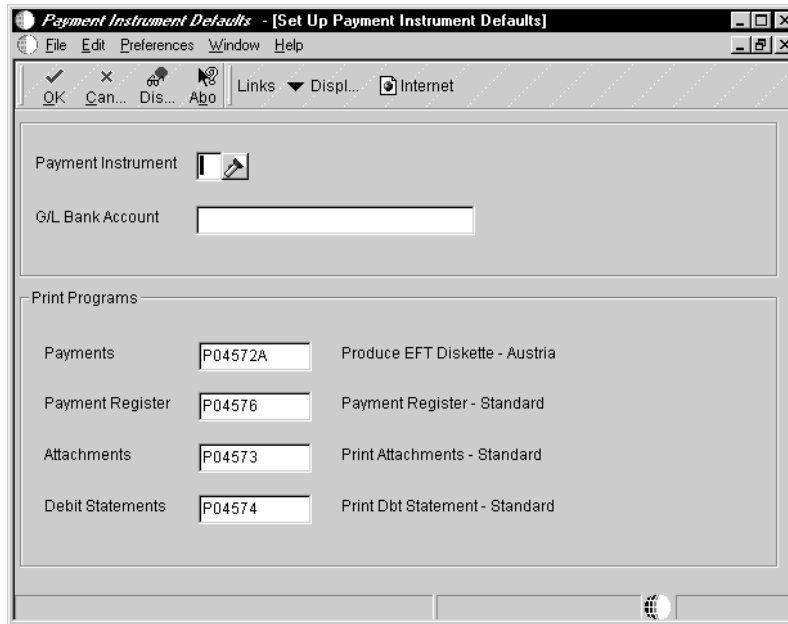 Payment Instrument Defaults - [Set Up Payment Instrument Defaults]
File Edit Preferences Window Help
OK Can... Dis... Abo Links Displ... Internet
Payment Instrument
G/L Bank Account
Print Programs
Payments P04572A Produce EFT Diskette - Austria
Payment Register P04576 Payment Register - Standard
Attachments P04573 Print Attachments - Standard
Debit Statements P04574 Print Dbt Statement - Standard